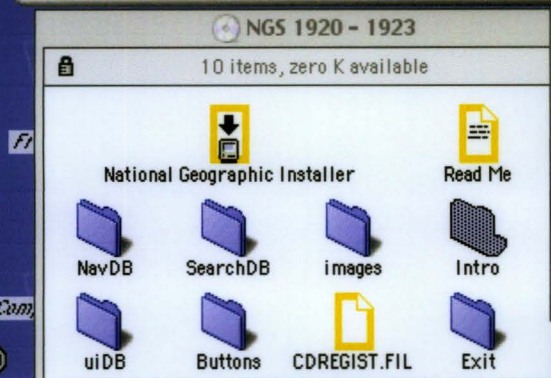 NGS 1920 - 1923
10 items, zero K available
National Geographic Installer
Read Me
NavDB
SearchDB
images
Intro
uiDB
Buttons
CDREGIST.FIL
Exit